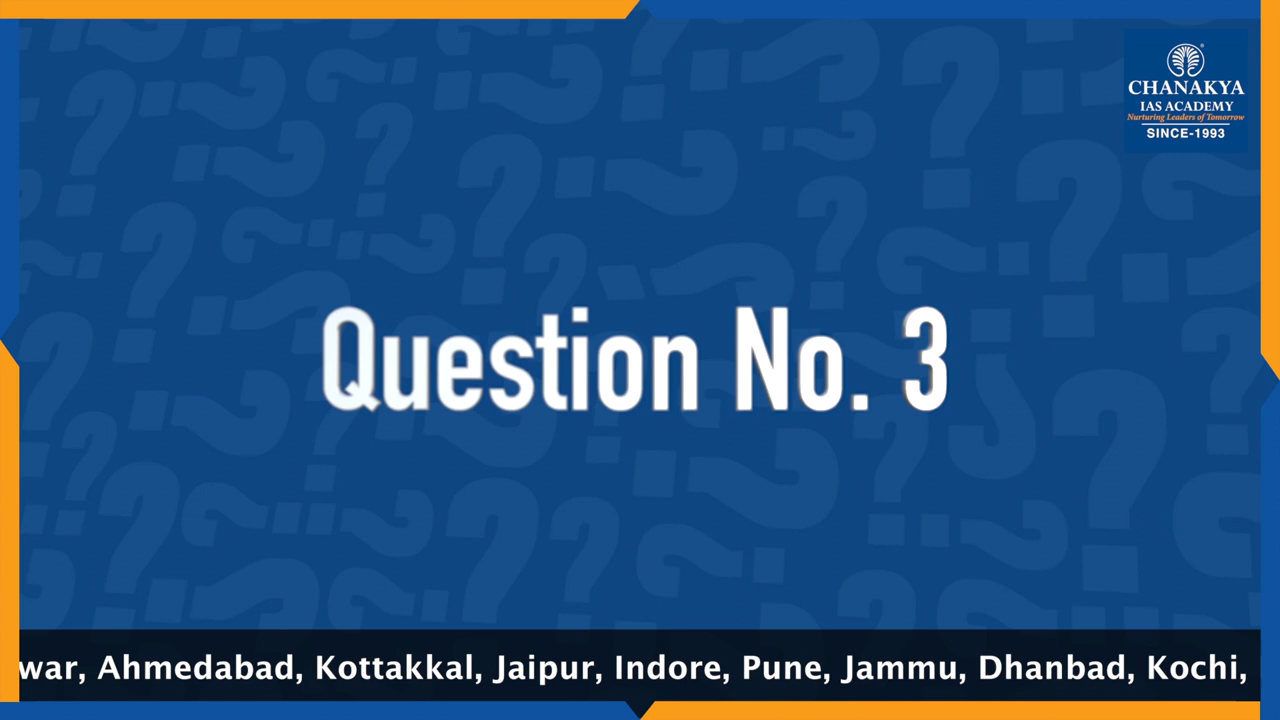 CHANAKYA
IAS ACADEMY
Nurturing Leaders of Tomorrow
SINCE-1993
Question No. 3
war, Ahmedabad, Kottakkal, Jaipur, Indore, Pune, Jammu, Dhanbad, Kochi,